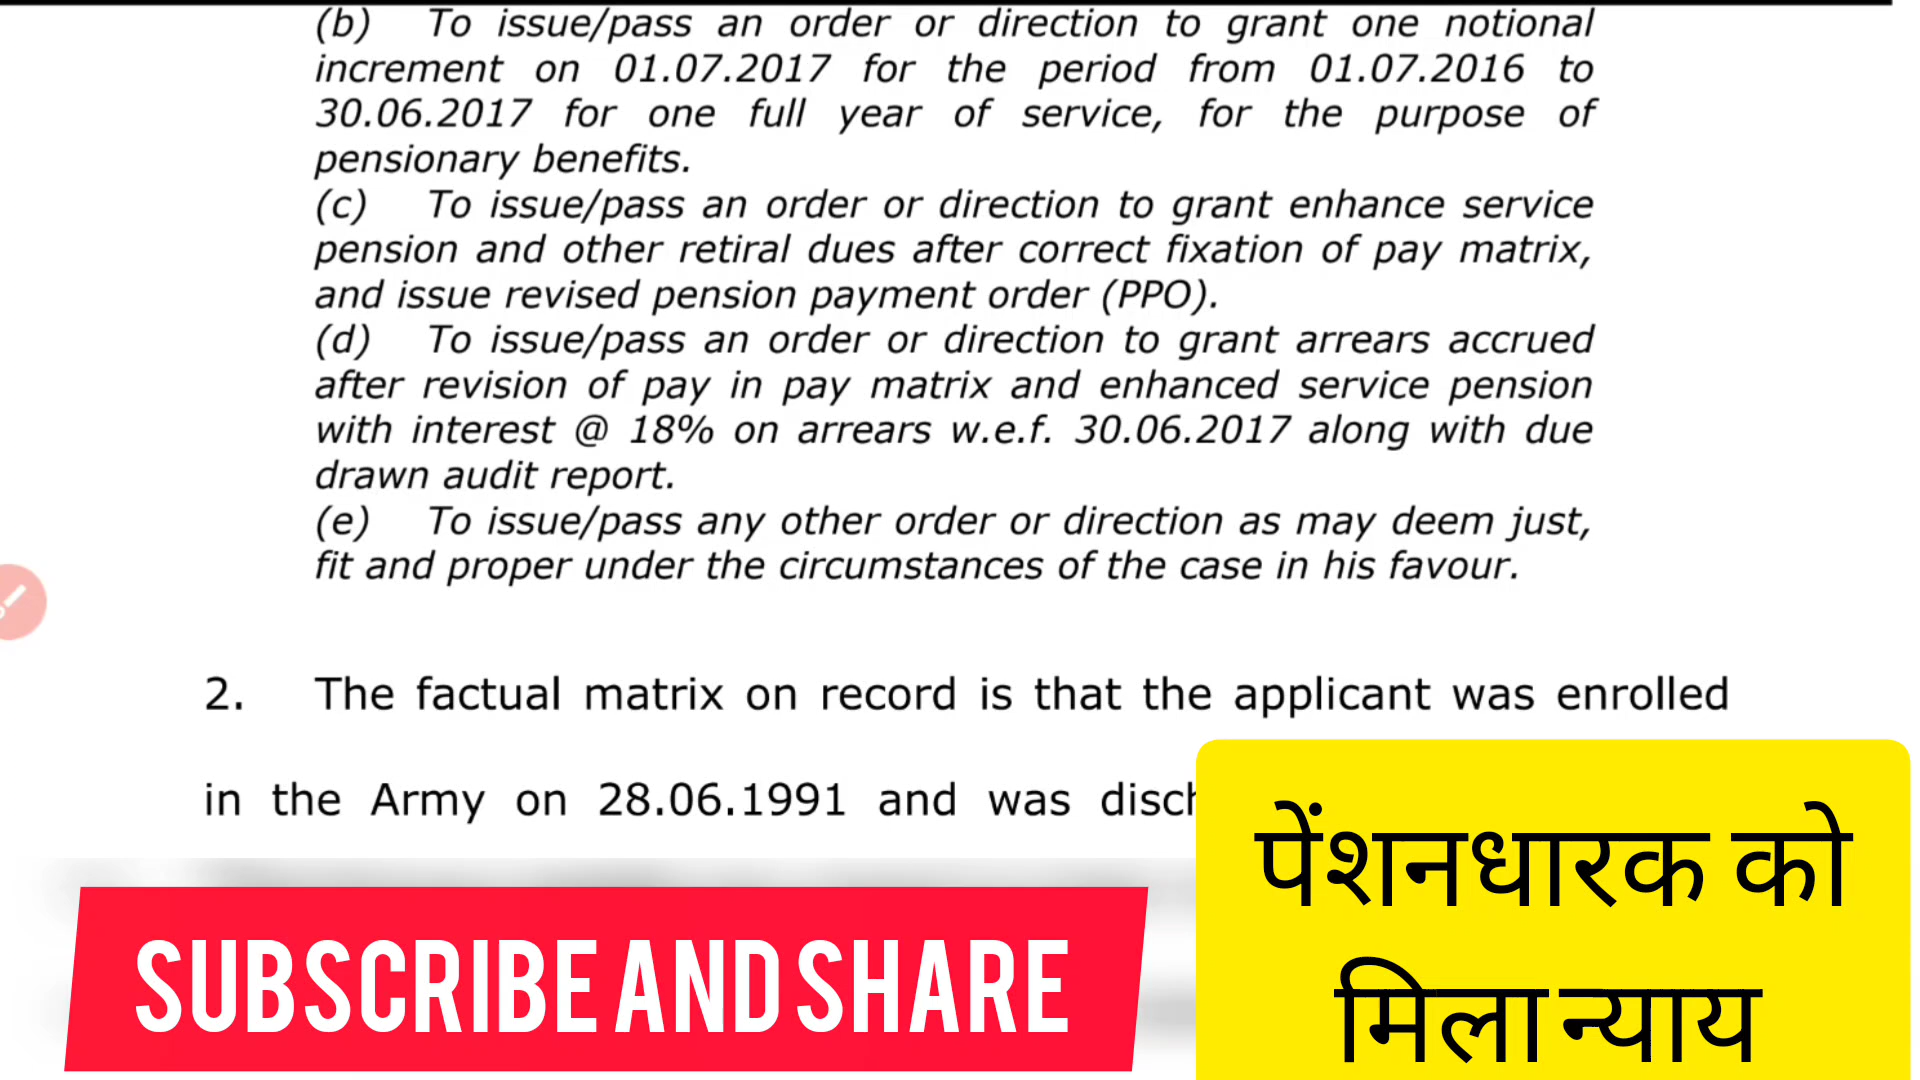 (b) To issue/pass an order or direction to grant one notional
increment on 01.07.2017 for the period from 01.07.2016 to
30.06.2017 for one full year of service, for the purpose of
pensionary benefits.
(c) To issue/pass an order or direction to grant enhance service
pension and other retiral dues after correct fixation of pay matrix,
and issue revised pension payment order (PPO).
(d) To issue/pass an order or direction to grant arrears accrued
after revision of pay in pay matrix and enhanced service pension
with interest @ 18% on arrears w.e.f. 30.06.2017 along with due
drawn audit report.
(e) To issue/pass any other order or direction as may deem just,
fit and proper under the circumstances of the case in his favour.
2. The factual matrix on record is that the applicant was enrolled
in the Army on 28.06.1991 and was
SUBSCRIBE AND SHARE
पेंशनधारक को
मिला न्याय